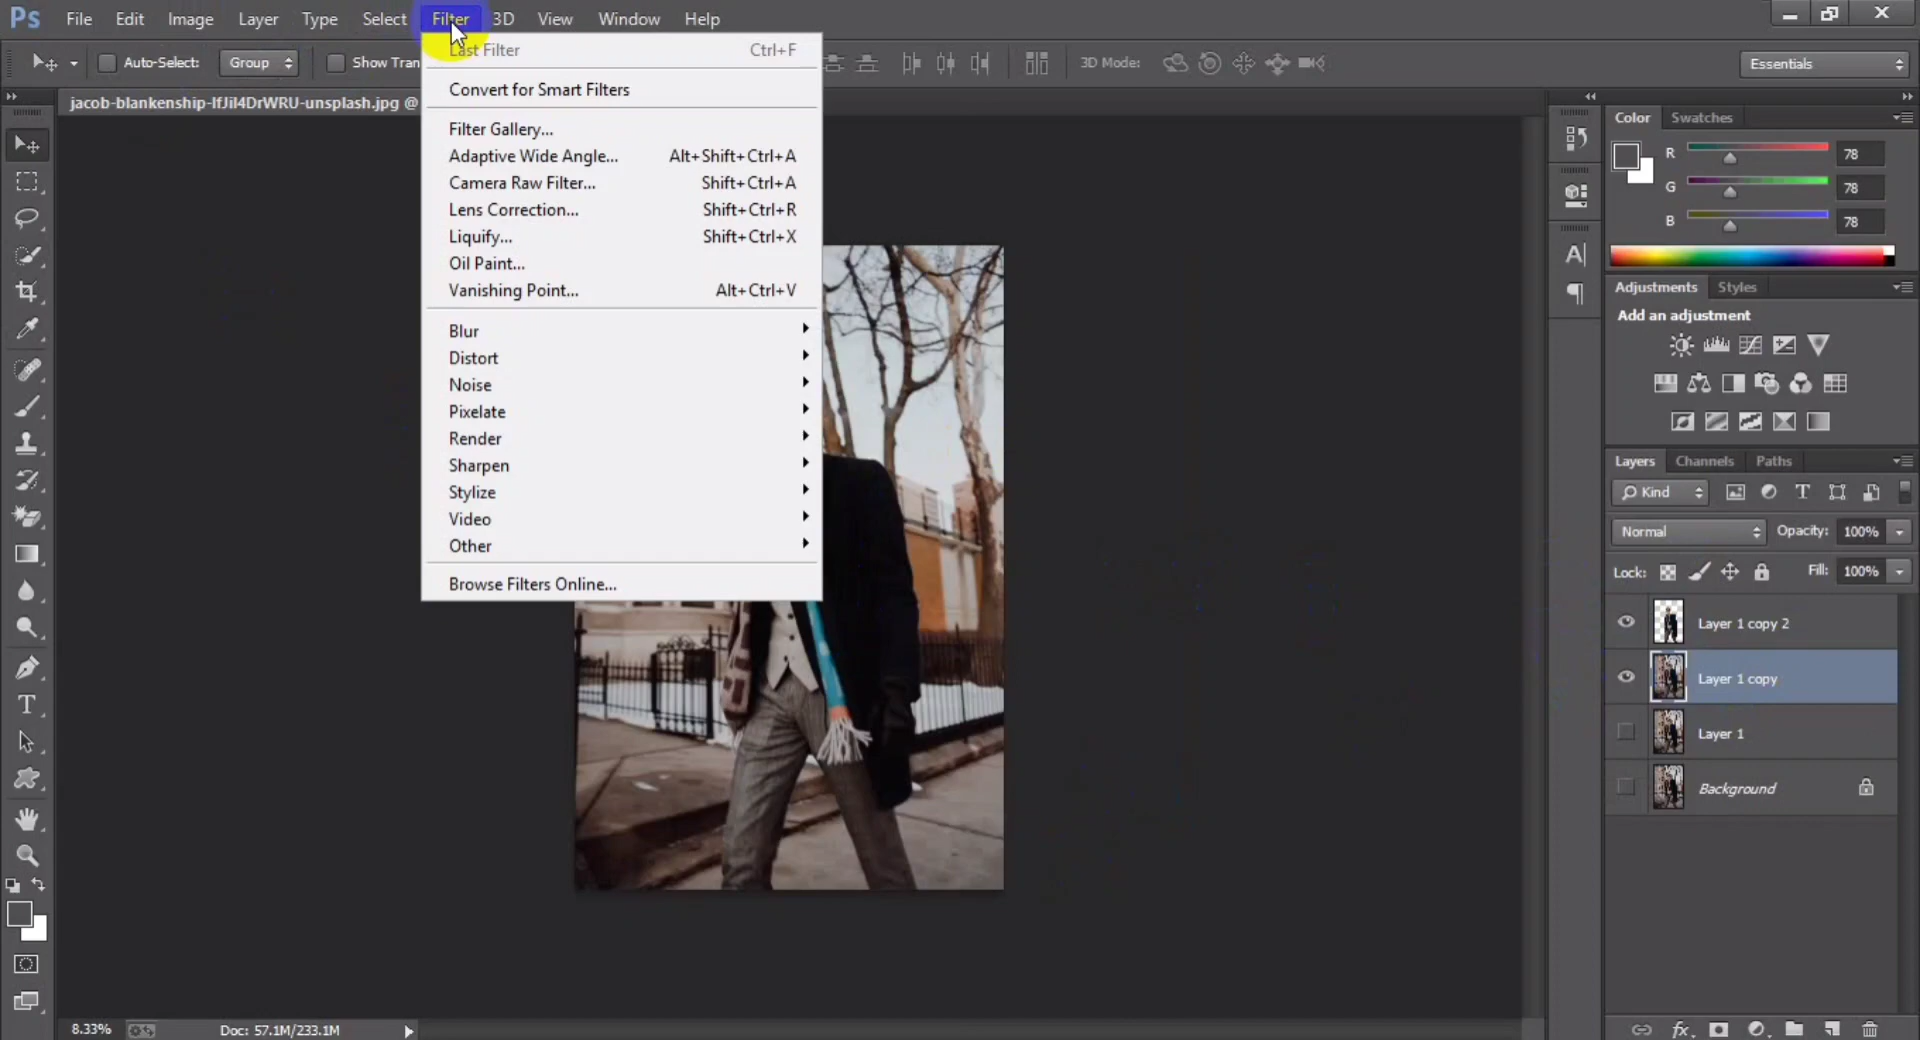 Ps File Edit Image Layer Type Select Filter 3D View Window Help
Auto-Select: Group Show Tran 3D Mode: Essentials
jacob-blankenship-lfJil4DrWRU-unsplash.jpg @
Last Filter Ctrl+F
Convert for Smart Filters
Filter Gallery...
Adaptive Wide Angle... Alt+Shift+Ctrl+A
Camera Raw Filter... Shift+Ctrl+A
Lens Correction... Shift+Ctrl+R
Liquify... Shift+Ctrl+X
Oil Paint...
Vanishing Point... Alt+Ctrl+V
Blur
Distort
Noise
Pixelate
Render
Sharpen
Stylize
Video
Other
Browse Filters Online...
Color Swatches
R 78
G 78
B 78
Adjustments Styles
Add an adjustment
Layers Channels Paths
Kind
Normal Opacity: 100%
Lock: Fill: 100%
Layer 1 copy 2
Layer 1 copy
Layer 1
Background
8.33% Doc: 57.1M/233.1M